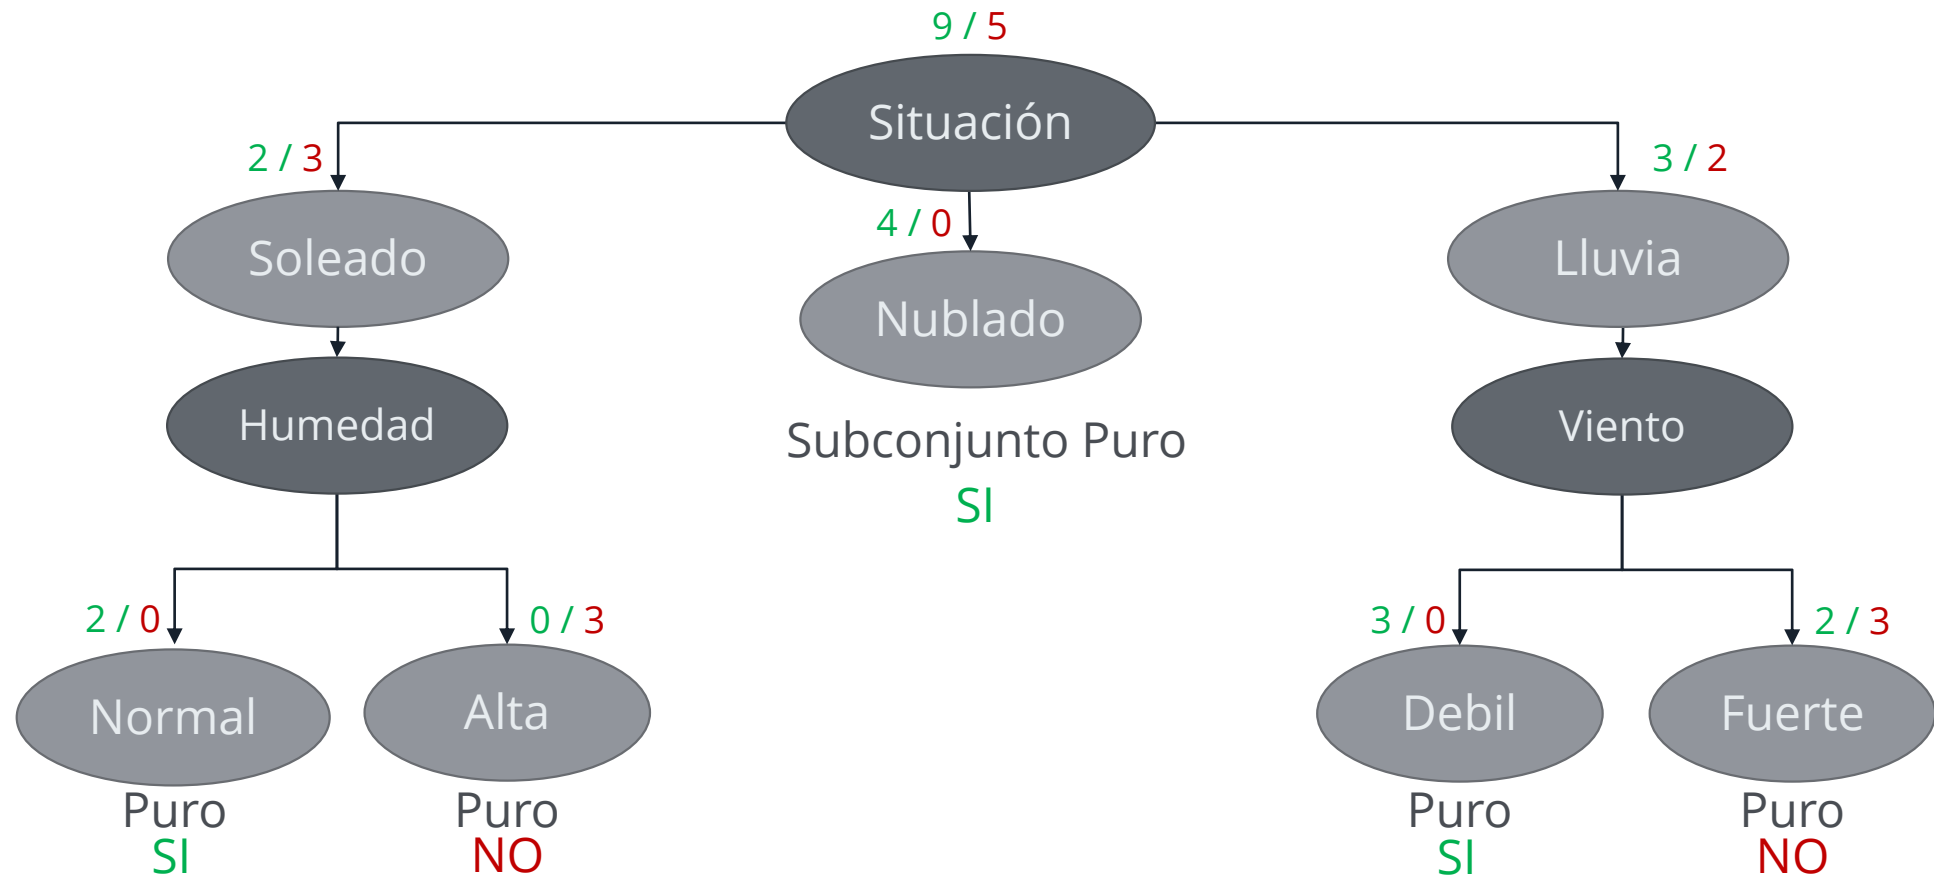 9 / 5
Situación
2 / 3
3 / 2
4 / 0
Soleado
Nublado
Lluvia
Humedad
Subconjunto Puro
SI
Viento
2 / 0
0 / 3
3 / 0
2 / 3
Normal
Alta
Debil
Fuerte
Puro
SI
Puro
NO
Puro
SI
Puro
NO